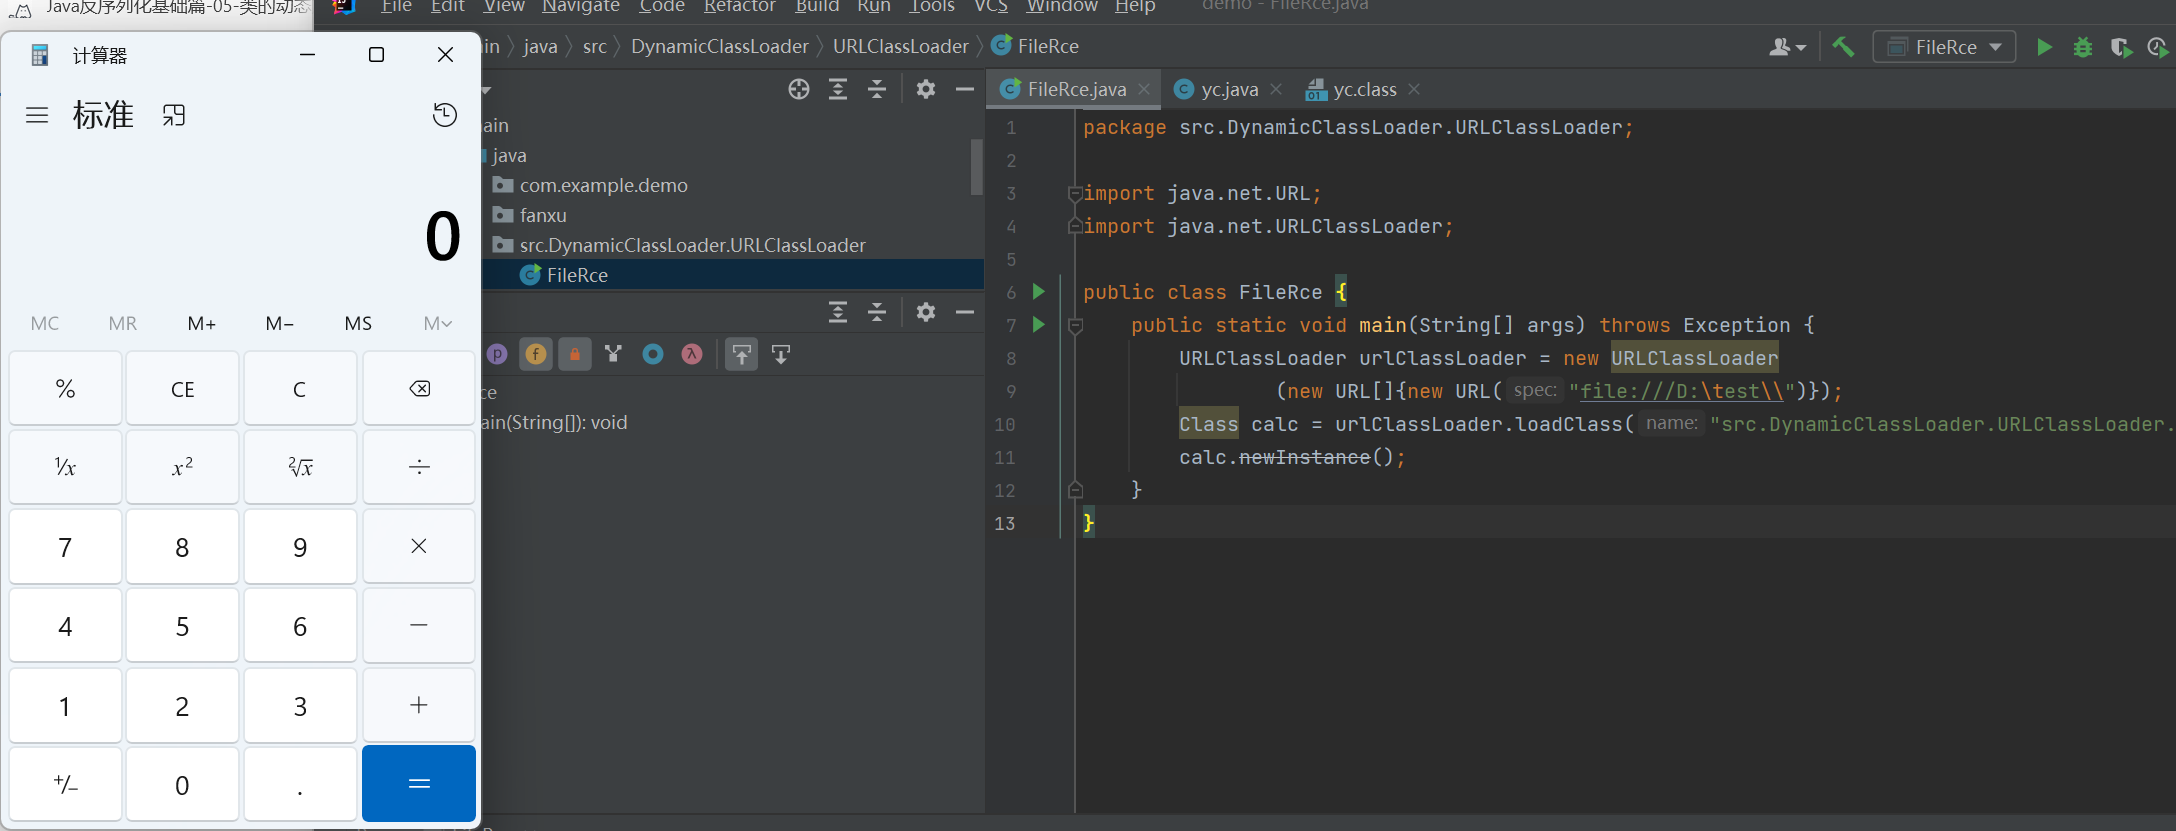 Java反序列化基础篇-05-类的动态
File Edit View Navigate Code Refactor Build Run Tools VCS Window Help demo - FileRce.java
计算器
in java src DynamicClassLoader URLClassLoader FileRce
FileRce
标准
0
MC MR M+ M− MS M
% CE C
¹/x x² ²√x ÷
7 8 9 ×
4 5 6 −
1 2 3 +
+/− 0 . =
ain
java
com.example.demo
fanxu
src.DynamicClassLoader.URLClassLoader
FileRce
p f λ
ce
ain(String[]): void
FileRce.java yc.java yc.class
1 package src.DynamicClassLoader.URLClassLoader;
2
3 import java.net.URL;
4 import java.net.URLClassLoader;
5
6 public class FileRce {
7 public static void main(String[] args) throws Exception {
8 URLClassLoader urlClassLoader = new URLClassLoader
9 (new URL[]{new URL( spec: "file:///D:\test\\")});
10 Class calc = urlClassLoader.loadClass( name: "src.DynamicClassLoader.URLClassLoader.
11 calc.newInstance();
12 }
13 }